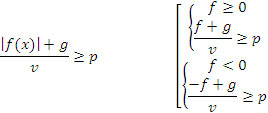 (|f(x)| + g)/v ≥ p
[ { f ≥ 0
(f + g)/v ≥ p
{ f < 0
(−f + g)/v ≥ p